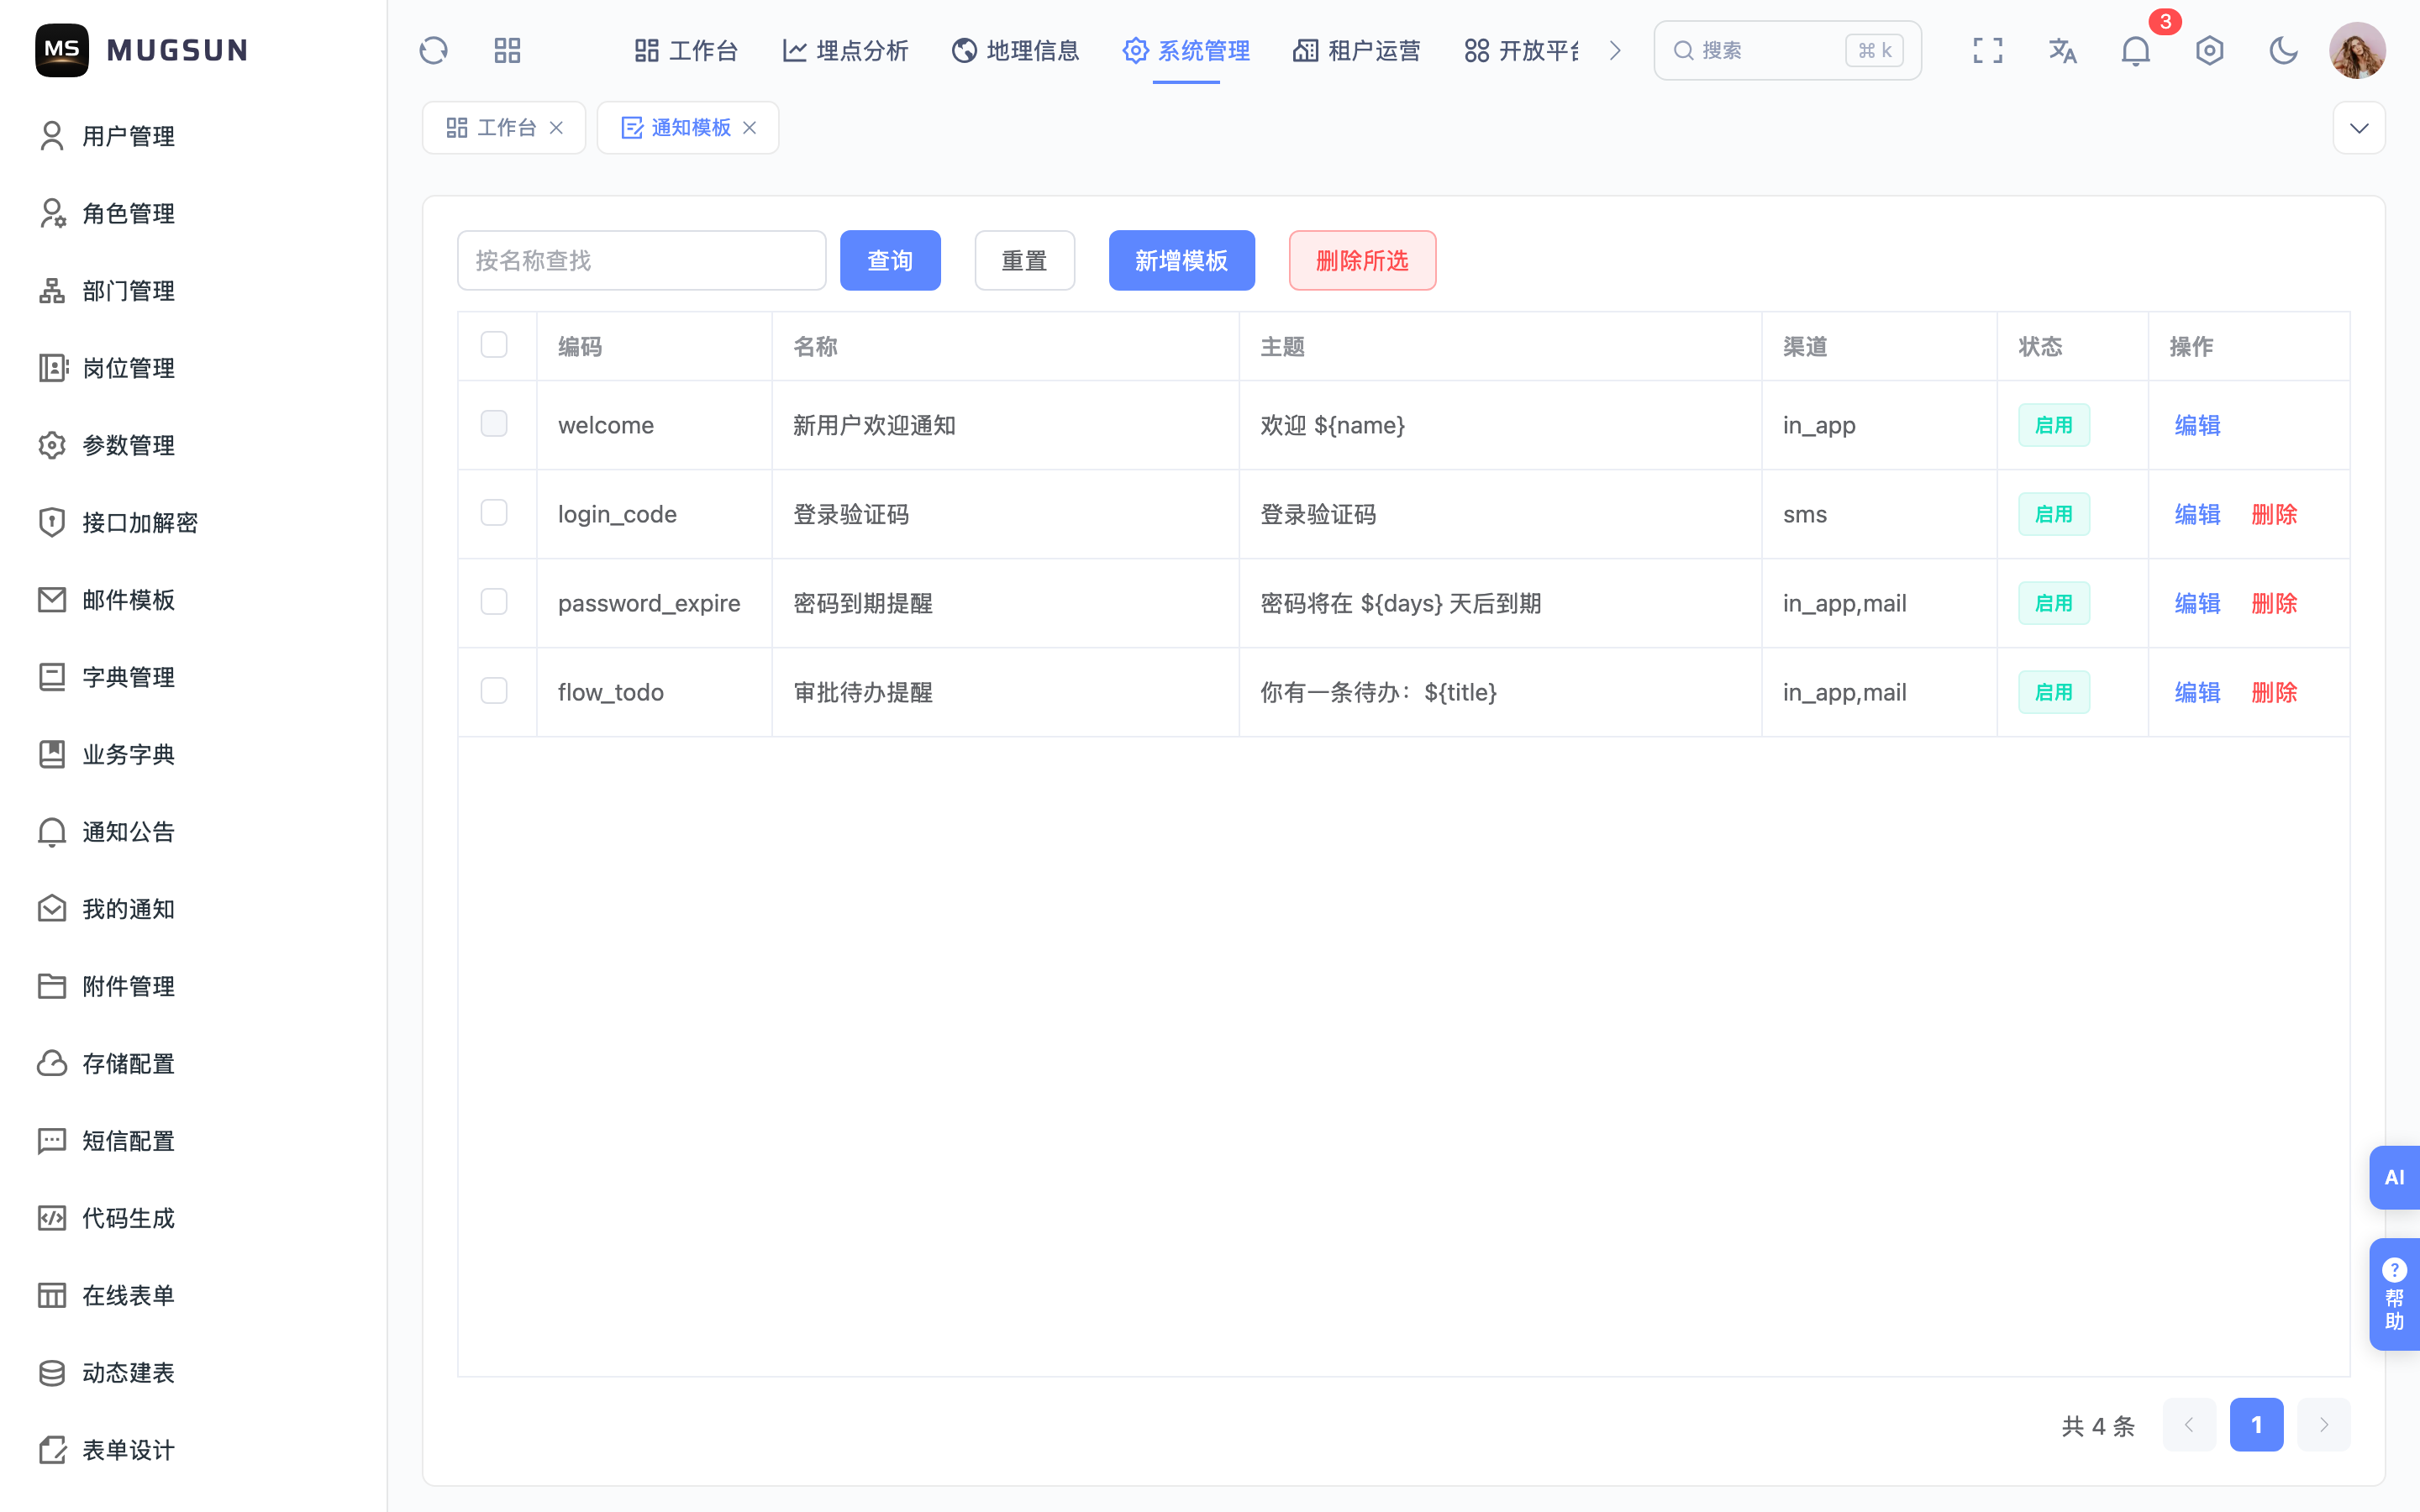 MS MUGSUN
工作台 埋点分析 地理信息 系统管理 租户运营 开放平台 搜索 ⌘ k 3
用户管理
角色管理
部门管理
岗位管理
参数管理
接口加解密
邮件模板
字典管理
业务字典
通知公告
我的通知
附件管理
存储配置
短信配置
代码生成
在线表单
动态建表
表单设计
工作台 通知模板
按名称查找 查询 重置 新增模板 删除所选
编码 名称 主题 渠道 状态 操作
welcome 新用户欢迎通知 欢迎 ${name} in_app 启用 编辑
login_code 登录验证码 登录验证码 sms 启用 编辑 删除
password_expire 密码到期提醒 密码将在 ${days} 天后到期 in_app,mail 启用 编辑 删除
flow_todo 审批待办提醒 你有一条待办：${title} in_app,mail 启用 编辑 删除
共 4 条 1
AI
?
帮
助